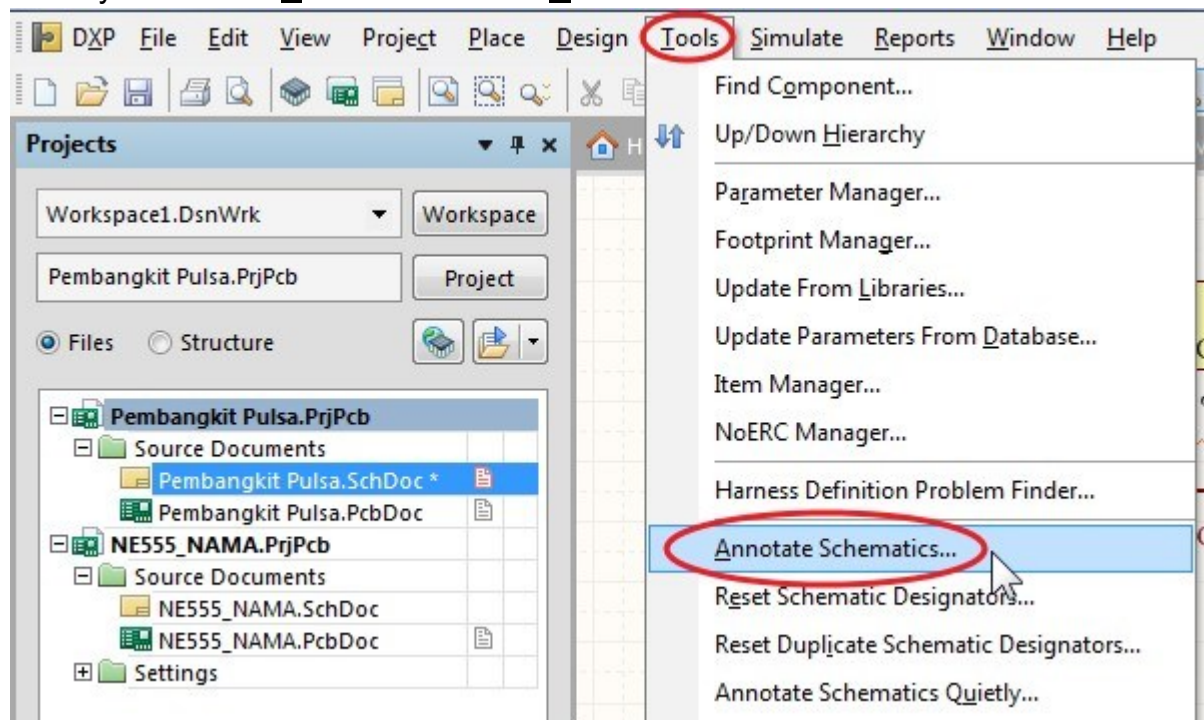 DXP File Edit View Project Place Design Tools Simulate Reports Window Help
Projects
Workspace1.DsnWrk
Workspace
Pembangkit Pulsa.PrjPcb
Project
Files
Structure
Pembangkit Pulsa.PrjPcb
Source Documents
Pembangkit Pulsa.SchDoc *
Pembangkit Pulsa.PcbDoc
NE555_NAMA.PrjPcb
Source Documents
NE555_NAMA.SchDoc
NE555_NAMA.PcbDoc
Settings
H
Find Component...
Up/Down Hierarchy
Parameter Manager...
Footprint Manager...
Update From Libraries...
Update Parameters From Database...
Item Manager...
NoERC Manager...
Harness Definition Problem Finder...
Annotate Schematics...
Reset Schematic Designators...
Reset Duplicate Schematic Designators...
Annotate Schematics Quietly...